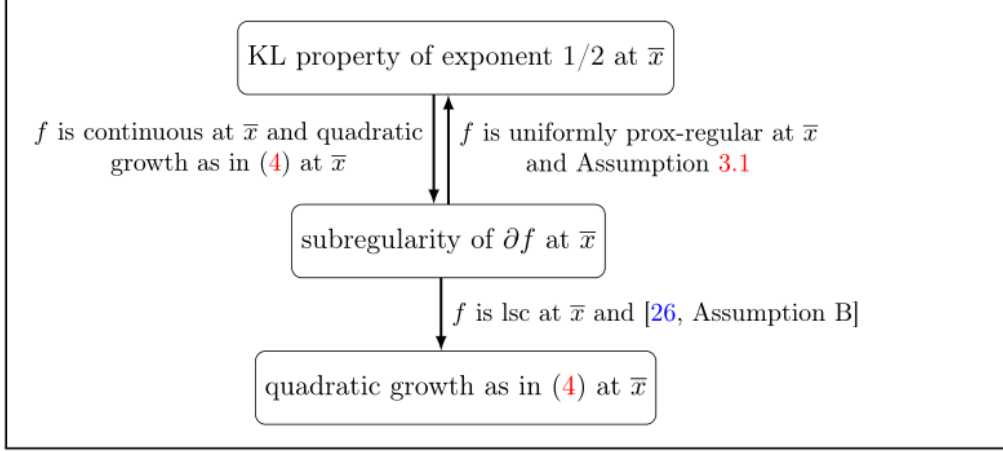 KL property of exponent 1/2 at x̅
f is continuous at x̅ and quadratic
growth as in (4) at x̅
f is uniformly prox-regular at x̅
and Assumption 3.1
subregularity of ∂f at x̅
f is lsc at x̅ and [26, Assumption B]
quadratic growth as in (4) at x̅